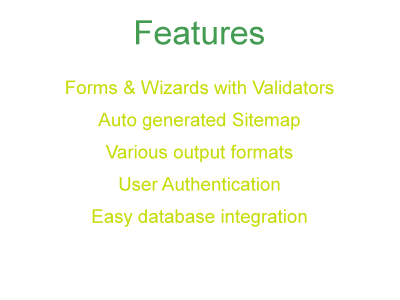 Features
Forms & Wizards with Validators
Auto generated Sitemap
Various output formats
User Authentication
Easy database integration